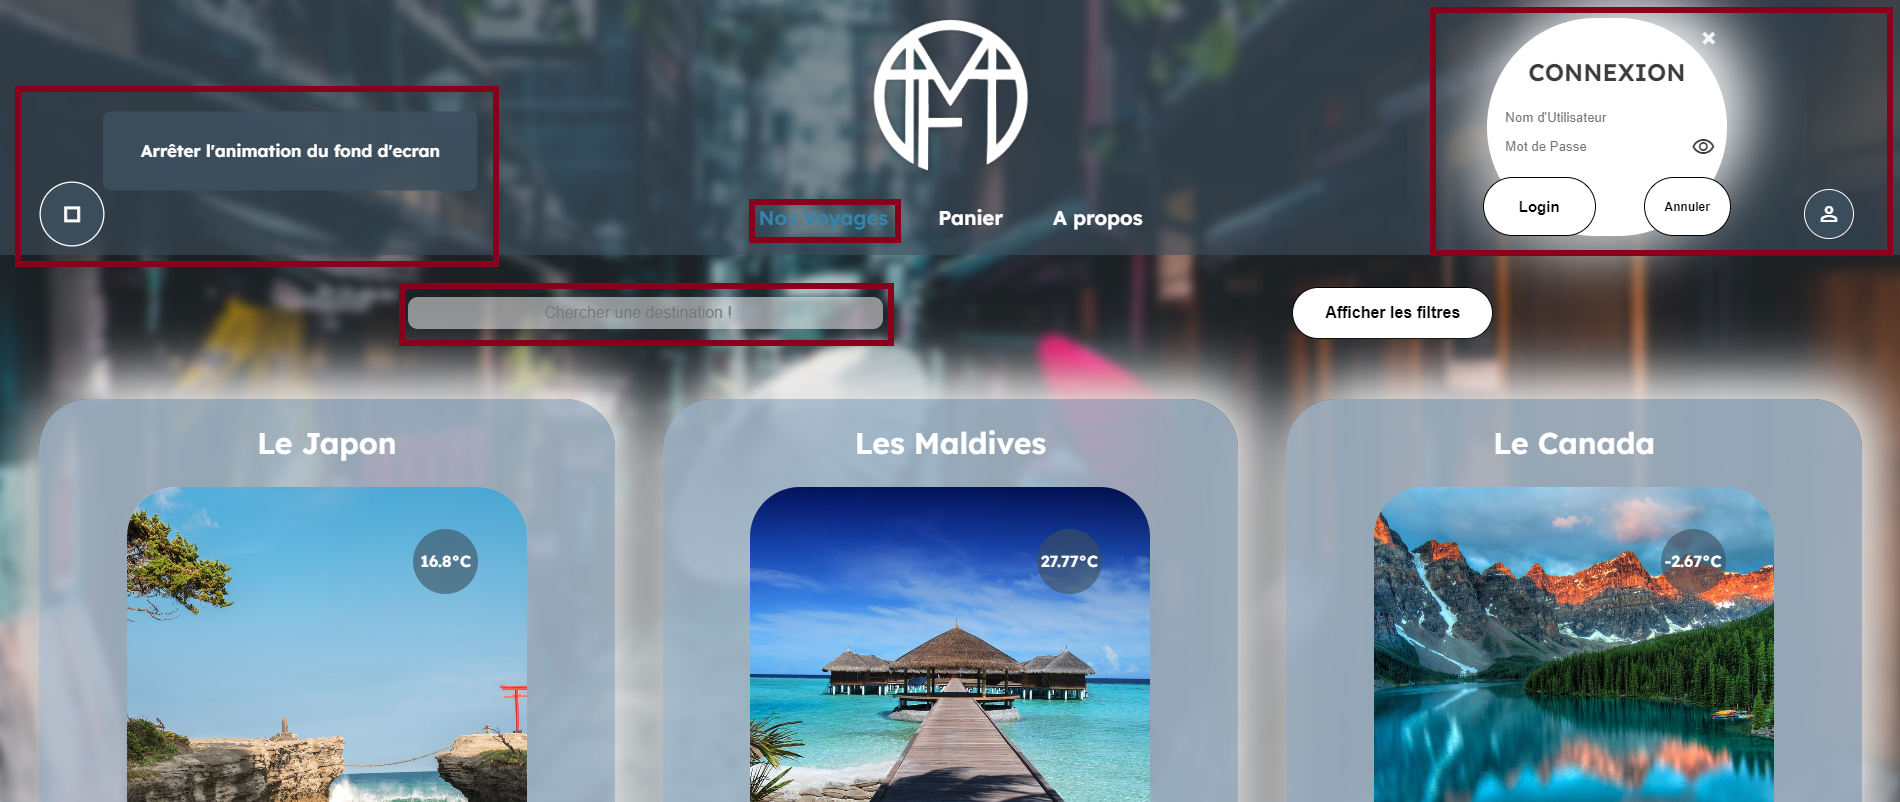 CONNEXION
Nom d'Utilisateur
Mot de Passe
Login
Annuler
Arrêter l'animation du fond d'ecran
Nos Voyages
Panier
A propos
Chercher une destination !
Afficher les filtres
Le Japon
Les Maldives
Le Canada
16.8°C
27.77°C
-2.67°C